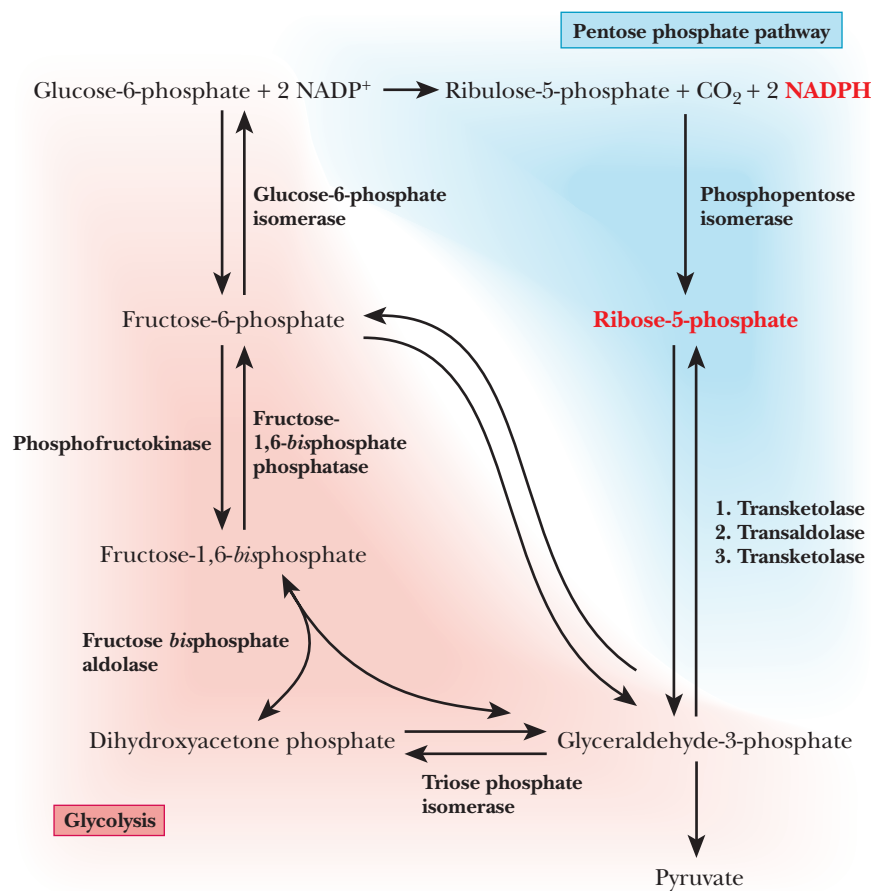 Pentose phosphate pathway
Glucose-6-phosphate + 2 NADP⁺ Ribulose-5-phosphate + CO₂ + 2 NADPH
Glucose-6-phosphate
isomerase
Phosphopentose
isomerase
Fructose-6-phosphate
Ribose-5-phosphate
Phosphofructokinase
Fructose-
1,6-bisphosphate
phosphatase
1. Transketolase
2. Transaldolase
3. Transketolase
Fructose-1,6-bisphosphate
Fructose bisphosphate
aldolase
Dihydroxyacetone phosphate
Glyceraldehyde-3-phosphate
Triose phosphate
isomerase
Glycolysis
Pyruvate